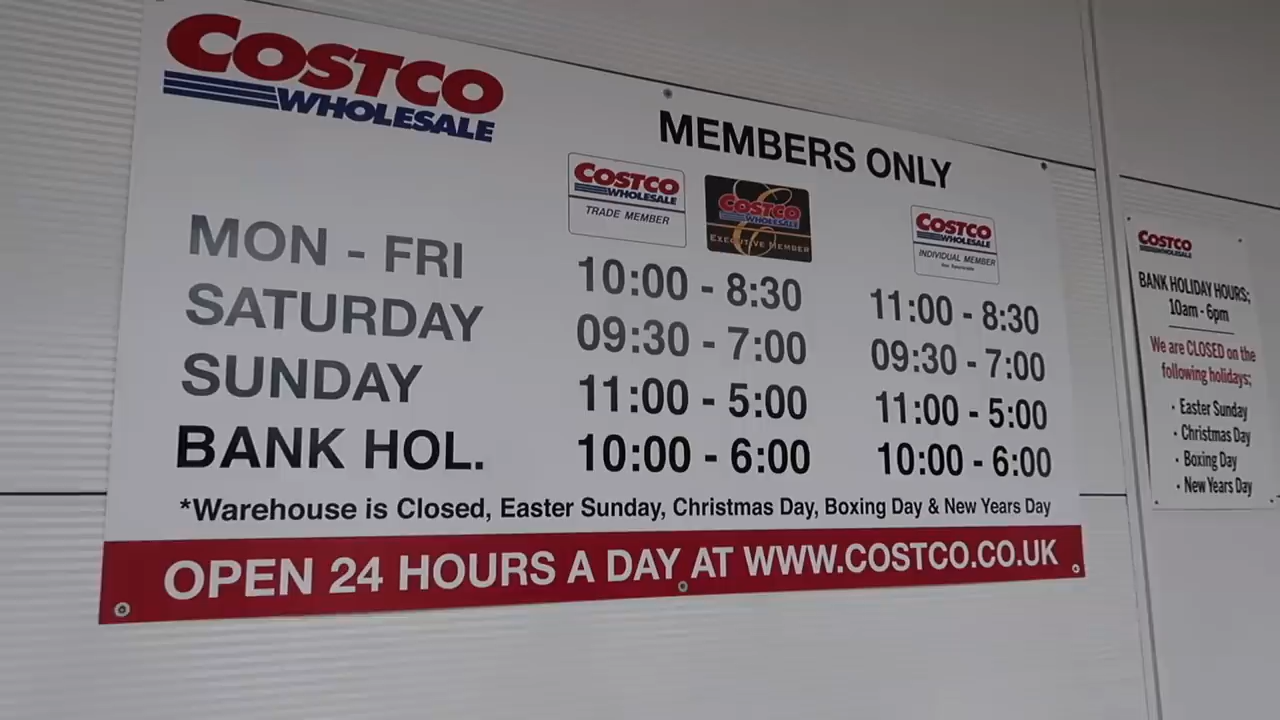 COSTCO
WHOLESALE
MEMBERS ONLY
COSTCO
WHOLESALE
TRADE MEMBER
COSTCO
WHOLESALE
EXECUTIVE MEMBER
COSTCO
WHOLESALE
INDIVIDUAL MEMBER
MON - FRI 10:00 - 8:30 11:00 - 8:30
SATURDAY 09:30 - 7:00 09:30 - 7:00
SUNDAY 11:00 - 5:00 11:00 - 5:00
BANK HOL. 10:00 - 6:00 10:00 - 6:00
*Warehouse is Closed, Easter Sunday, Christmas Day, Boxing Day & New Years Day
OPEN 24 HOURS A DAY AT WWW.COSTCO.CO.UK
COSTCO
WHOLESALE
BANK HOLIDAY HOURS;
10am - 6pm
We are CLOSED on the
following holidays;
· Easter Sunday
· Christmas Day
· Boxing Day
· New Years Day